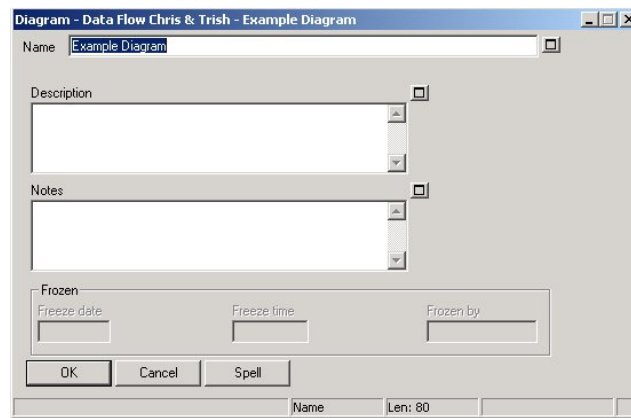 Diagram - Data Flow Chris & Trish - Example Diagram
Name Example Diagram
Description
Notes
Frozen
Freeze date Freeze time Frozen by
OK Cancel Spell
Name Len: 80